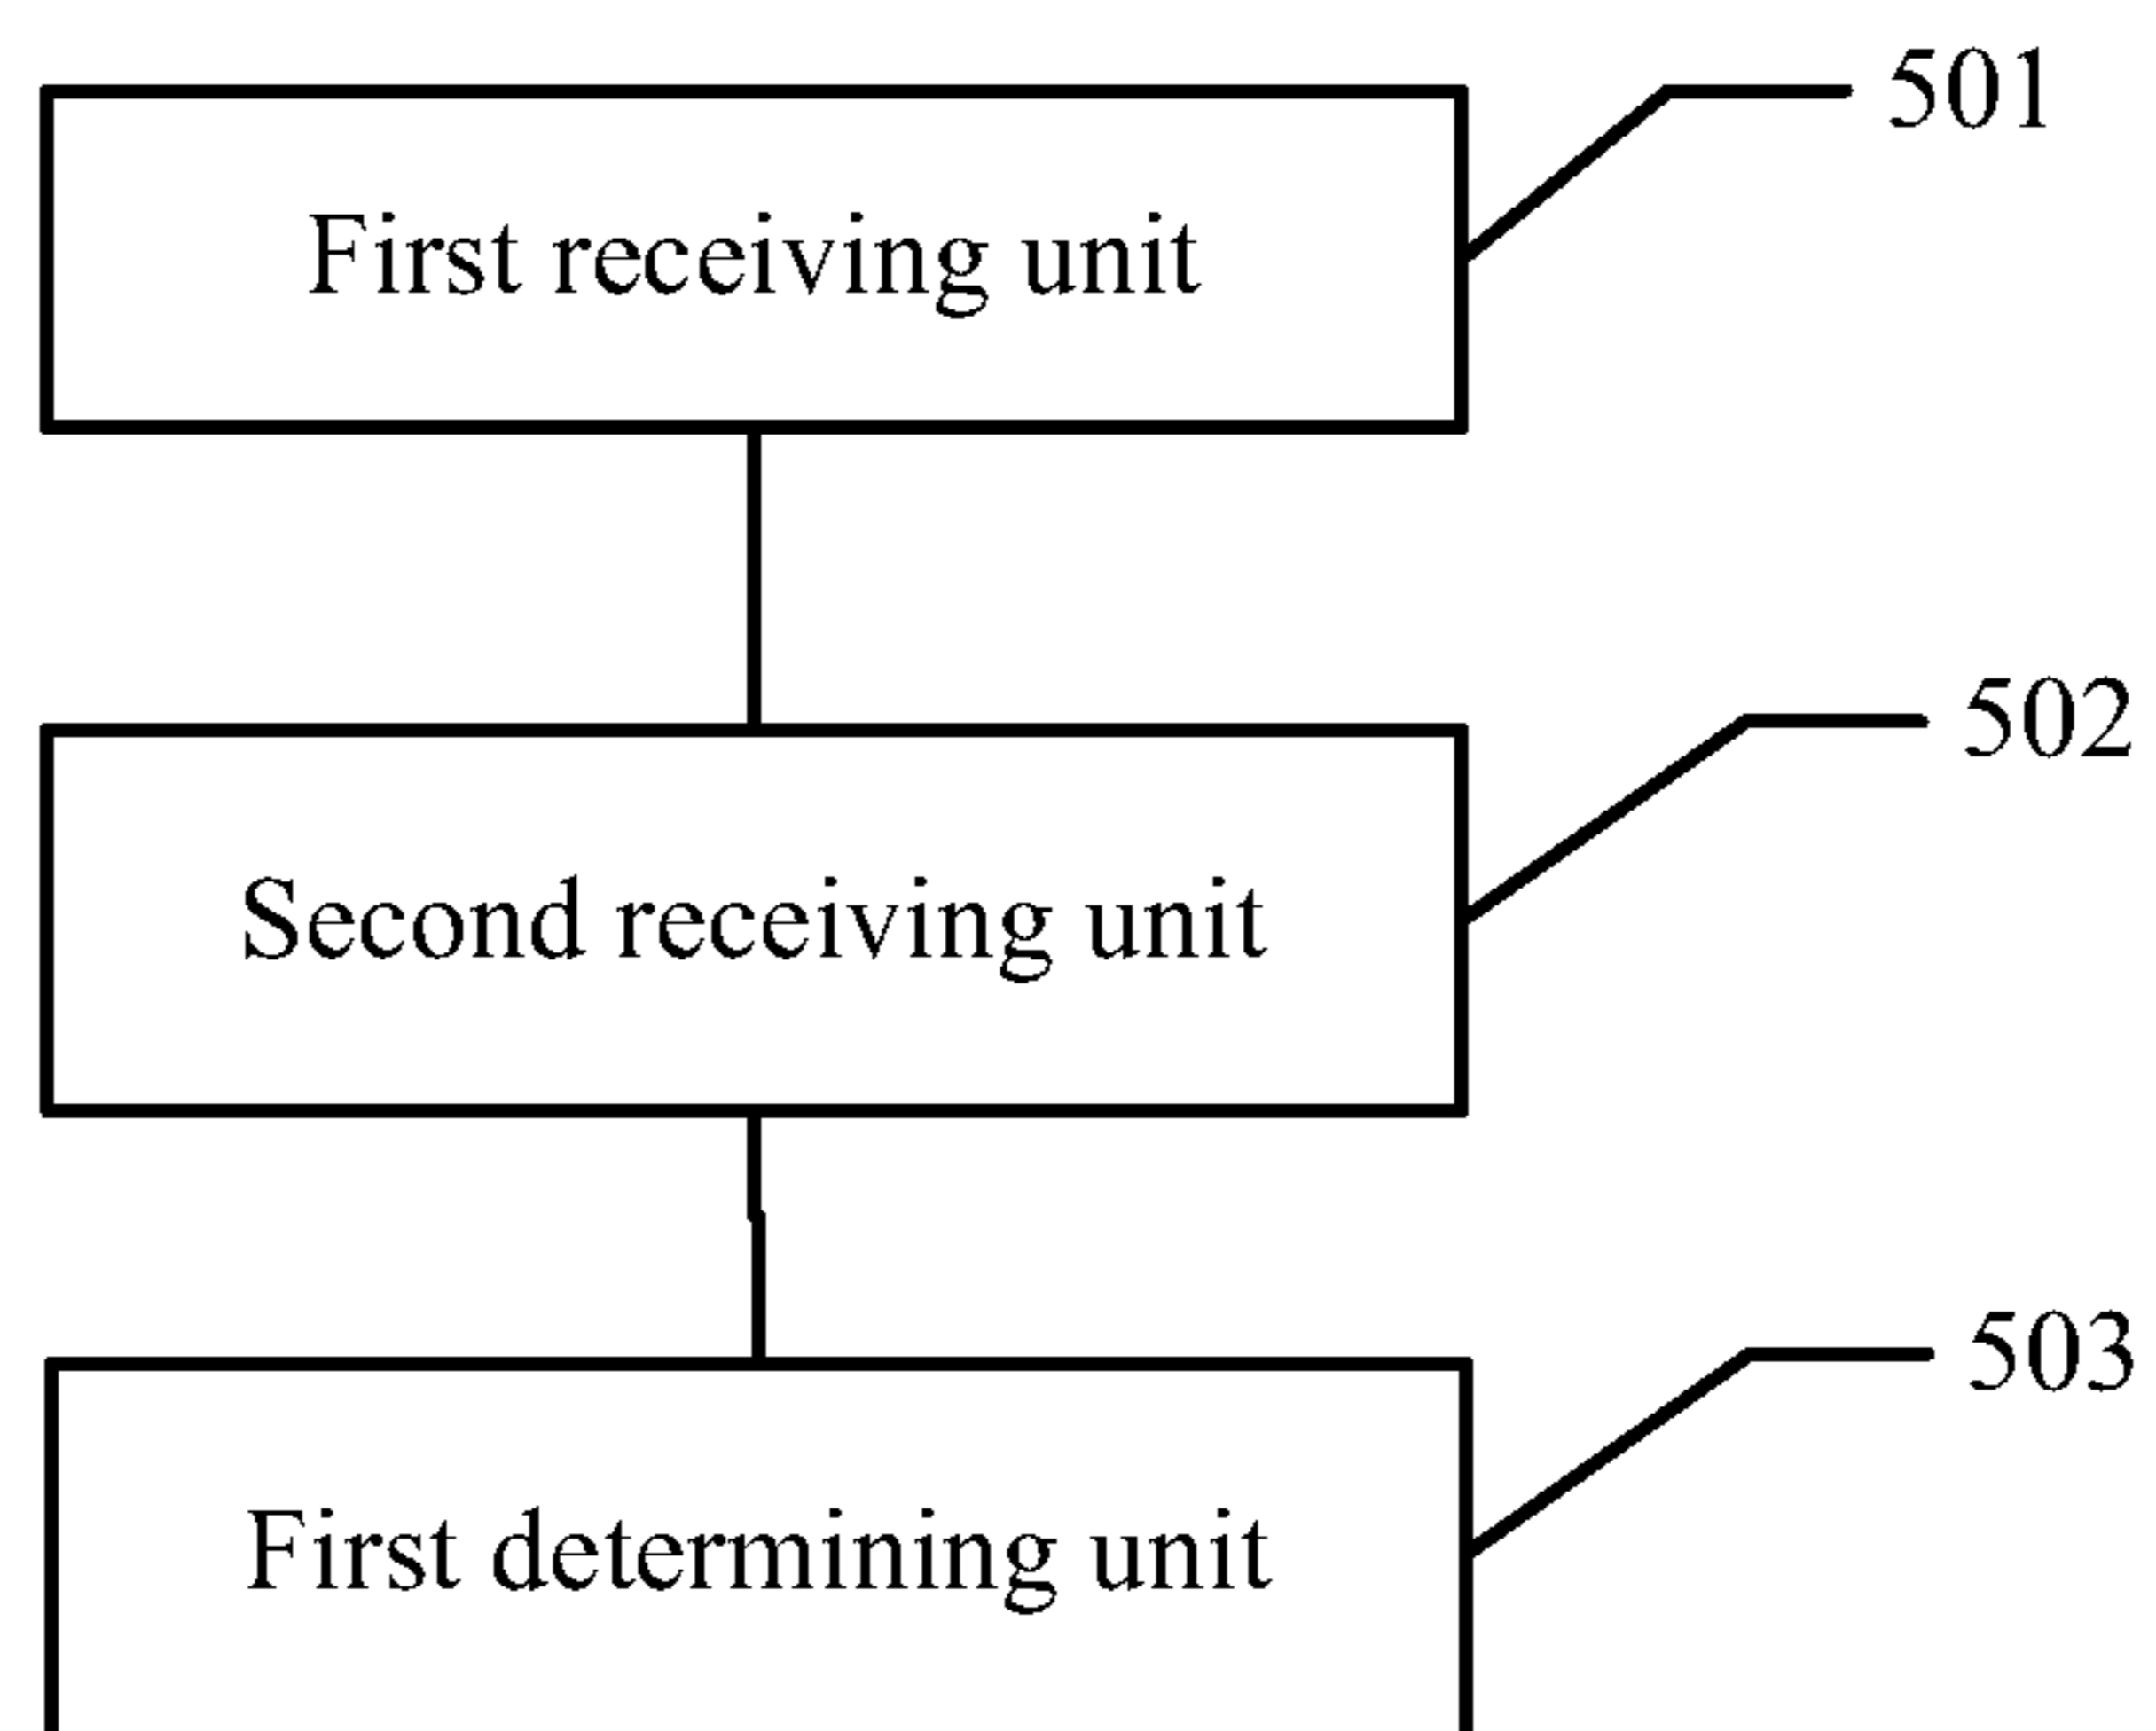 501
First receiving unit
502
Second receiving unit
503
First determining unit